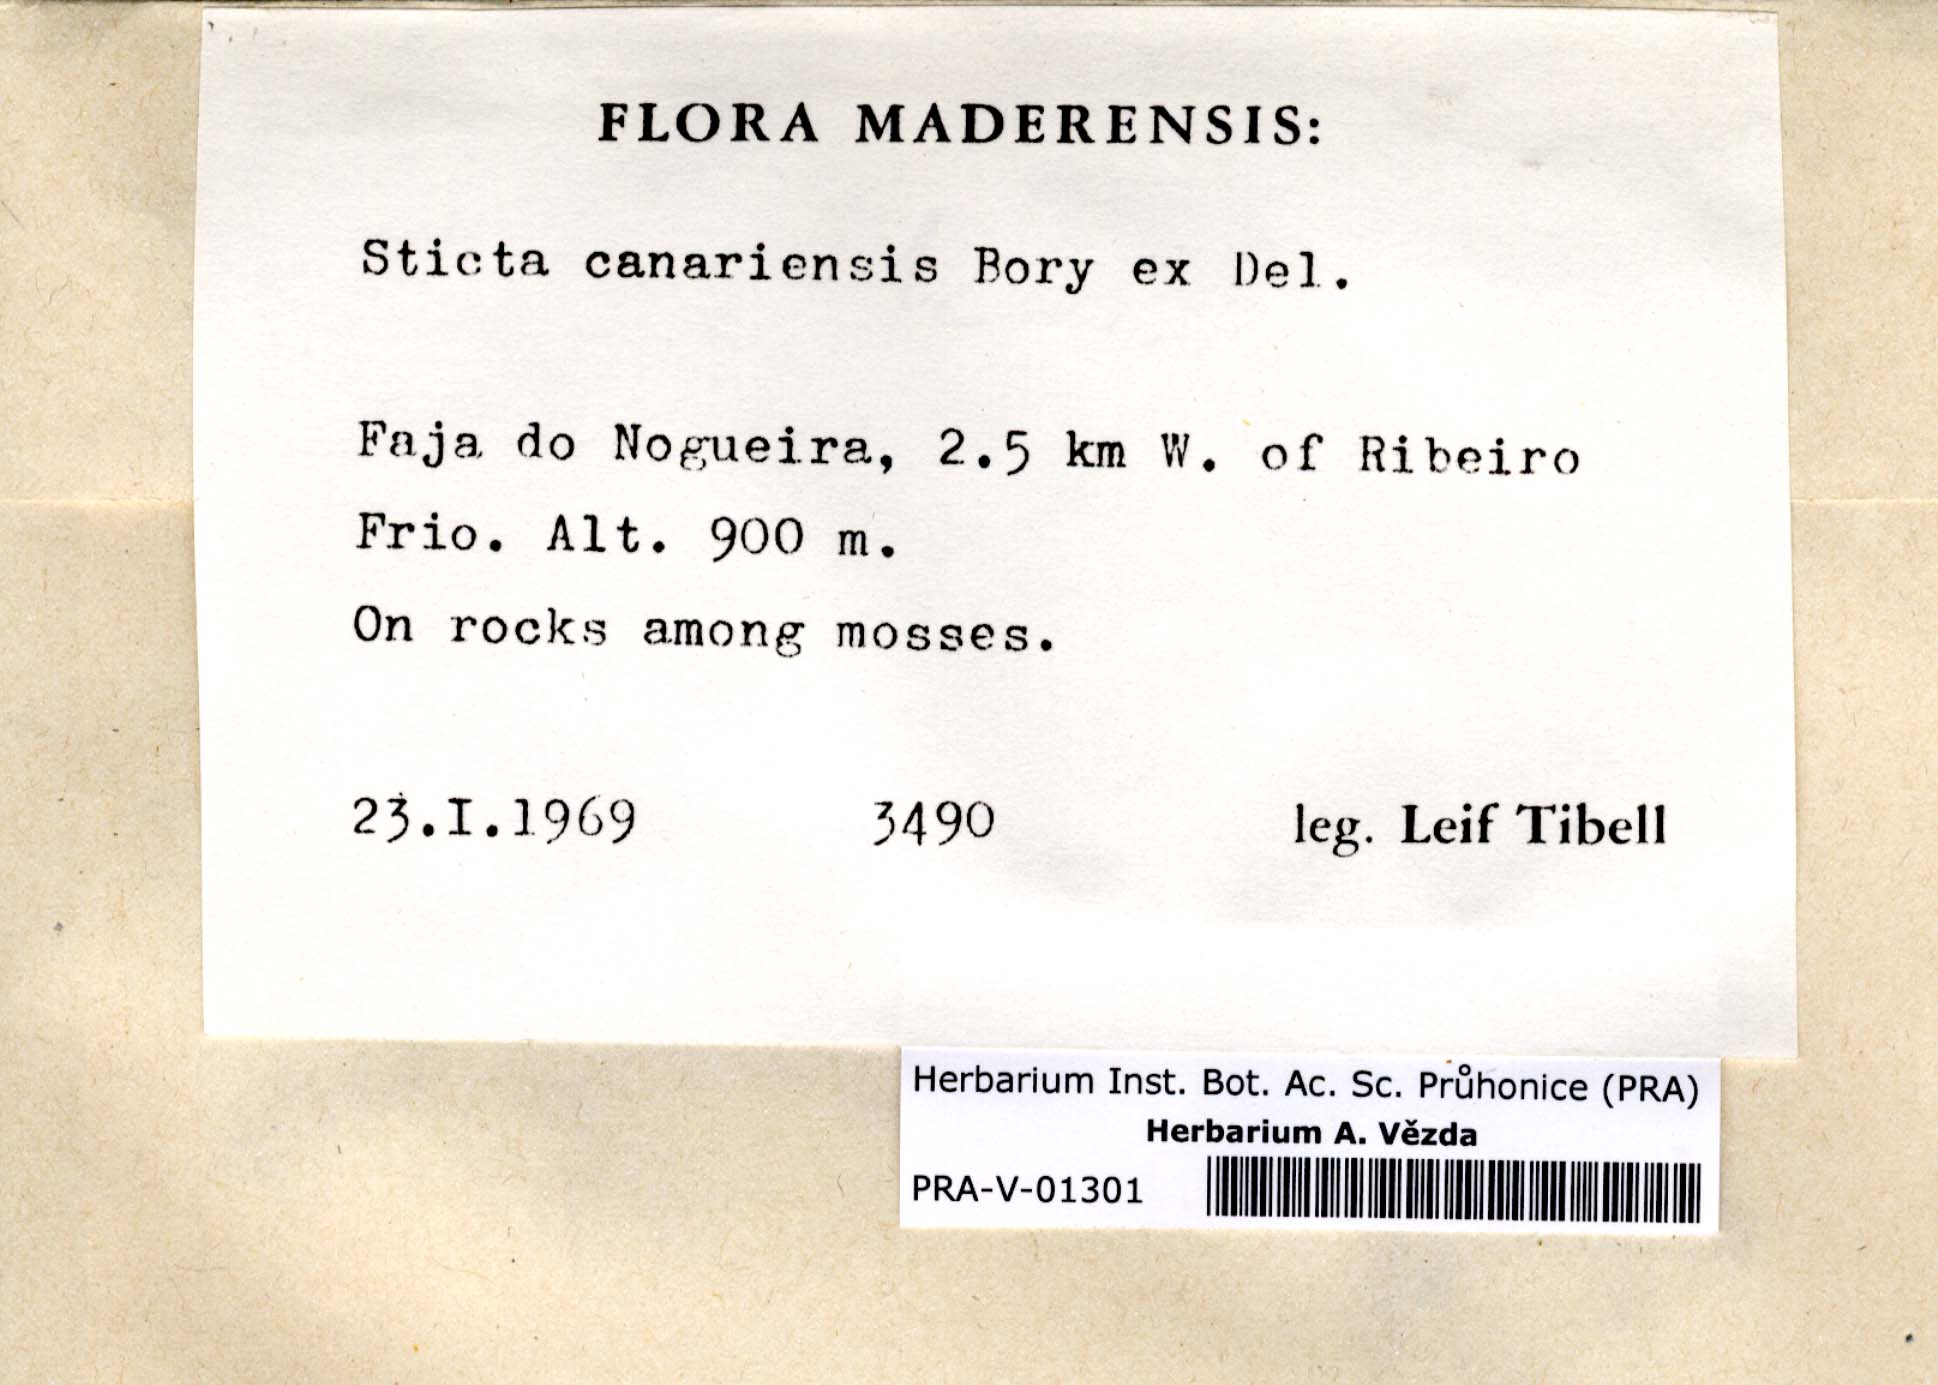 FLORA MADERENSIS:
Sticta canariensis Bory ex Del.
Faja do Nogueira, 2.5 km W. of Ribeiro
Frio. Alt. 900 m.
On rocks among mosses.
23.I.1969 3490 leg. Leif Tibell
Herbarium Inst. Bot. Ac. Sc. Průhonice (PRA)
Herbarium A. Vězda
PRA-V-01301